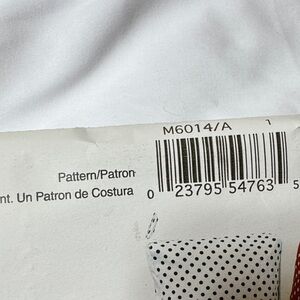 M6014/A 1
Pattern/Patron
nt. Un Patron de Costura
0 23795 54763 5